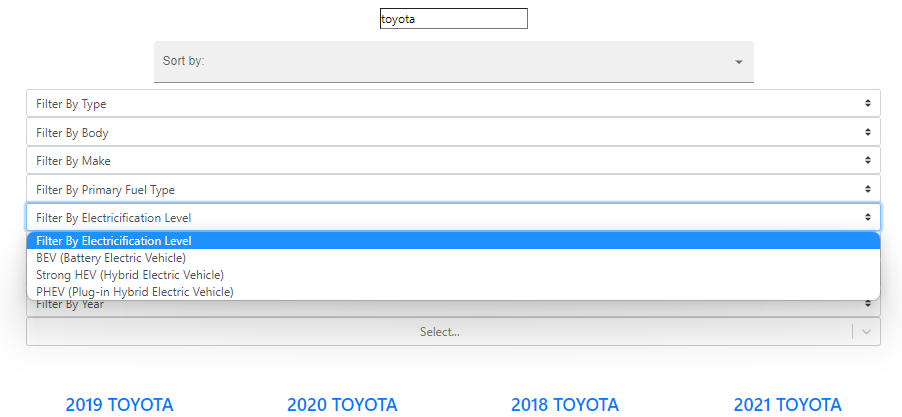 toyota
Sort by:
Filter By Type
Filter By Body
Filter By Make
Filter By Primary Fuel Type
Filter By Electricification Level
Filter By Electricification Level
BEV (Battery Electric Vehicle)
Strong HEV (Hybrid Electric Vehicle)
PHEV (Plug-in Hybrid Electric Vehicle)
Filter By Year
Select...
2019 TOYOTA 2020 TOYOTA 2018 TOYOTA 2021 TOYOTA